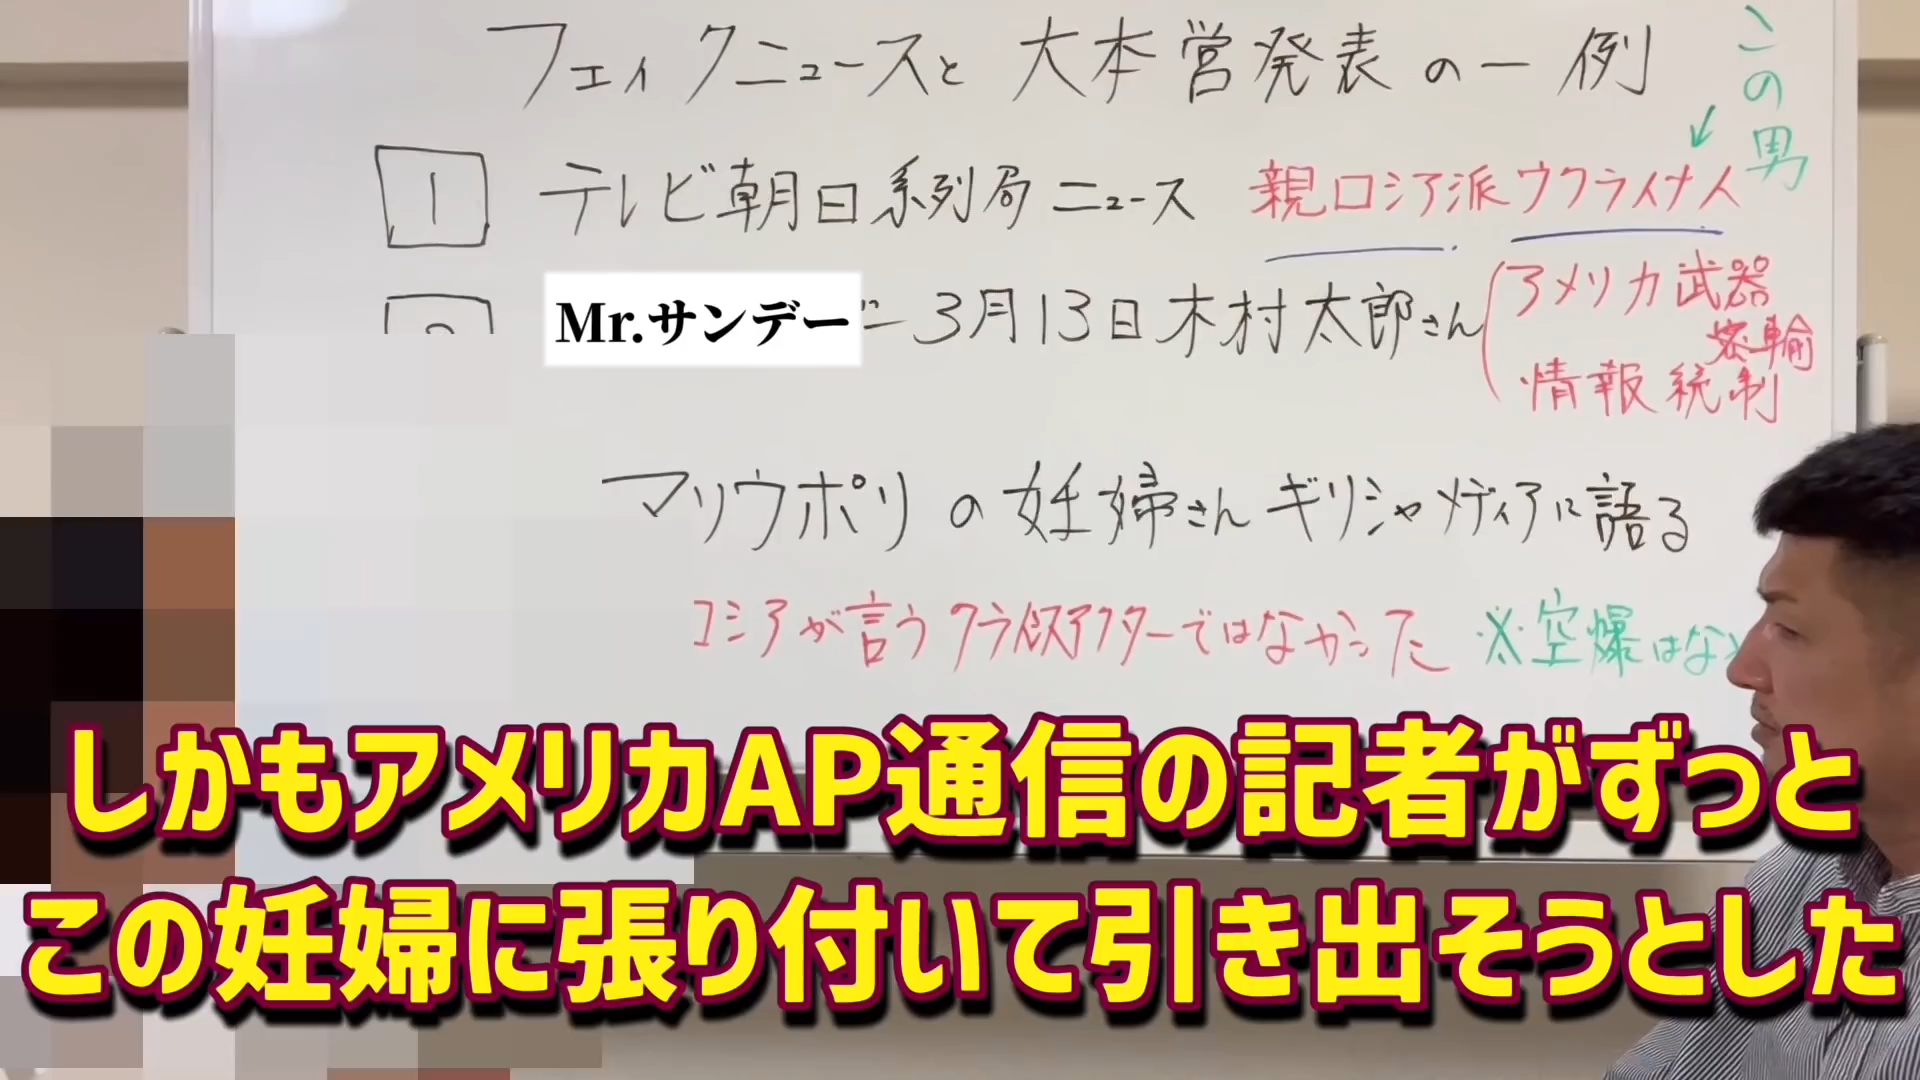 フェイクニュースと大本営発表の一例
この男
↙
1 テレビ朝日系列局ニュース 親ロシア派ウクライナ人
Mr.サンデー 3月13日木村太郎さん
アメリカ武器
密輸
・情報統制
マリウポリの妊婦さんギリシャメディアに語る
ロシアが言うクライシスアクターではなかった ※空爆はな
しかもアメリカAP通信の記者がずっと
この妊婦に張り付いて引き出そうとした